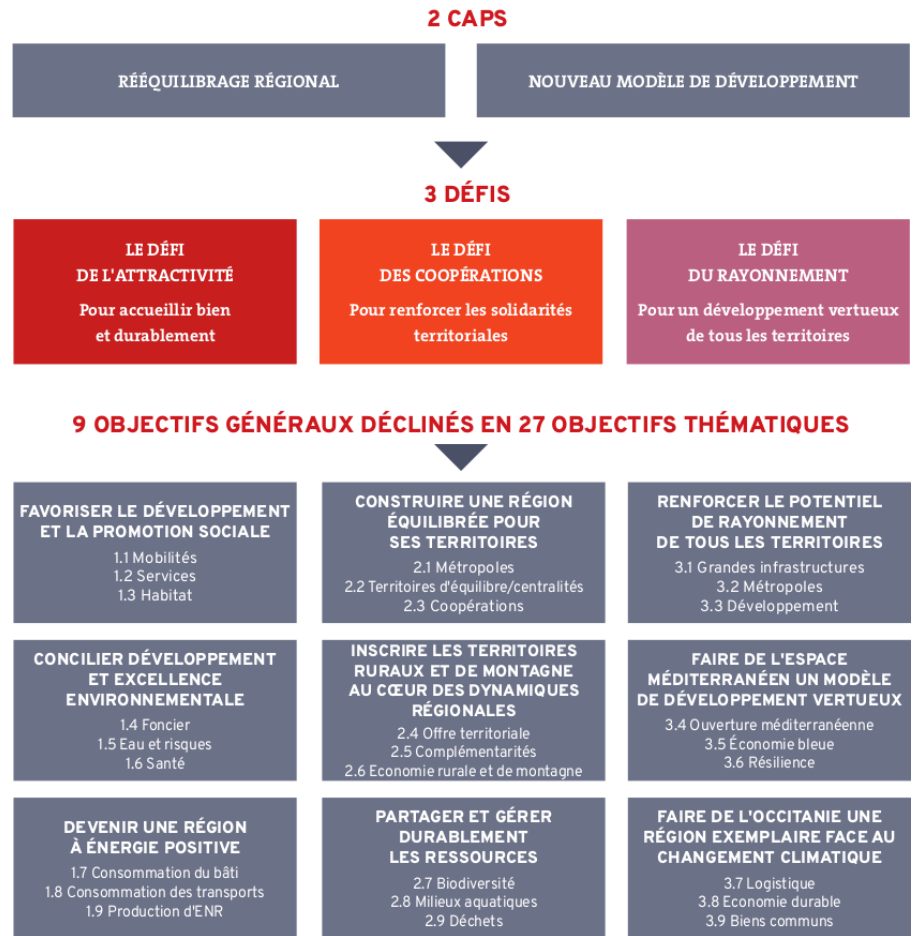 2 CAPS
RÉÉQUILIBRAGE RÉGIONAL
NOUVEAU MODÈLE DE DÉVELOPPEMENT
3 DÉFIS
LE DÉFI
DE L'ATTRACTIVITÉ
Pour accueillir bien
et durablement
LE DÉFI
DES COOPÉRATIONS
Pour renforcer les solidarités
territoriales
LE DÉFI
DU RAYONNEMENT
Pour un développement vertueux
de tous les territoires
9 OBJECTIFS GÉNÉRAUX DÉCLINÉS EN 27 OBJECTIFS THÉMATIQUES
FAVORISER LE DÉVELOPPEMENT
ET LA PROMOTION SOCIALE
1.1 Mobilités
1.2 Services
1.3 Habitat
CONSTRUIRE UNE RÉGION
ÉQUILIBRÉE POUR
SES TERRITOIRES
2.1 Métropoles
2.2 Territoires d'équilibre/centralités
2.3 Coopérations
RENFORCER LE POTENTIEL
DE RAYONNEMENT
DE TOUS LES TERRITOIRES
3.1 Grandes infrastructures
3.2 Métropoles
3.3 Développement
CONCILIER DÉVELOPPEMENT
ET EXCELLENCE
ENVIRONNEMENTALE
1.4 Foncier
1.5 Eau et risques
1.6 Santé
INSCRIRE LES TERRITOIRES
RURAUX ET DE MONTAGNE
AU CŒUR DES DYNAMIQUES
RÉGIONALES
2.4 Offre territoriale
2.5 Complémentarités
2.6 Economie rurale et de montagne
FAIRE DE L'ESPACE
MÉDITERRANÉEN UN MODÈLE
DE DÉVELOPPEMENT VERTUEUX
3.4 Ouverture méditerranéenne
3.5 Économie bleue
3.6 Résilience
DEVENIR UNE RÉGION
À ÉNERGIE POSITIVE
1.7 Consommation du bâti
1.8 Consommation des transports
1.9 Production d'ENR
PARTAGER ET GÉRER
DURABLEMENT
LES RESSOURCES
2.7 Biodiversité
2.8 Milieux aquatiques
2.9 Déchets
FAIRE DE L'OCCITANIE UNE
RÉGION EXEMPLAIRE FACE AU
CHANGEMENT CLIMATIQUE
3.7 Logistique
3.8 Economie durable
3.9 Biens communs